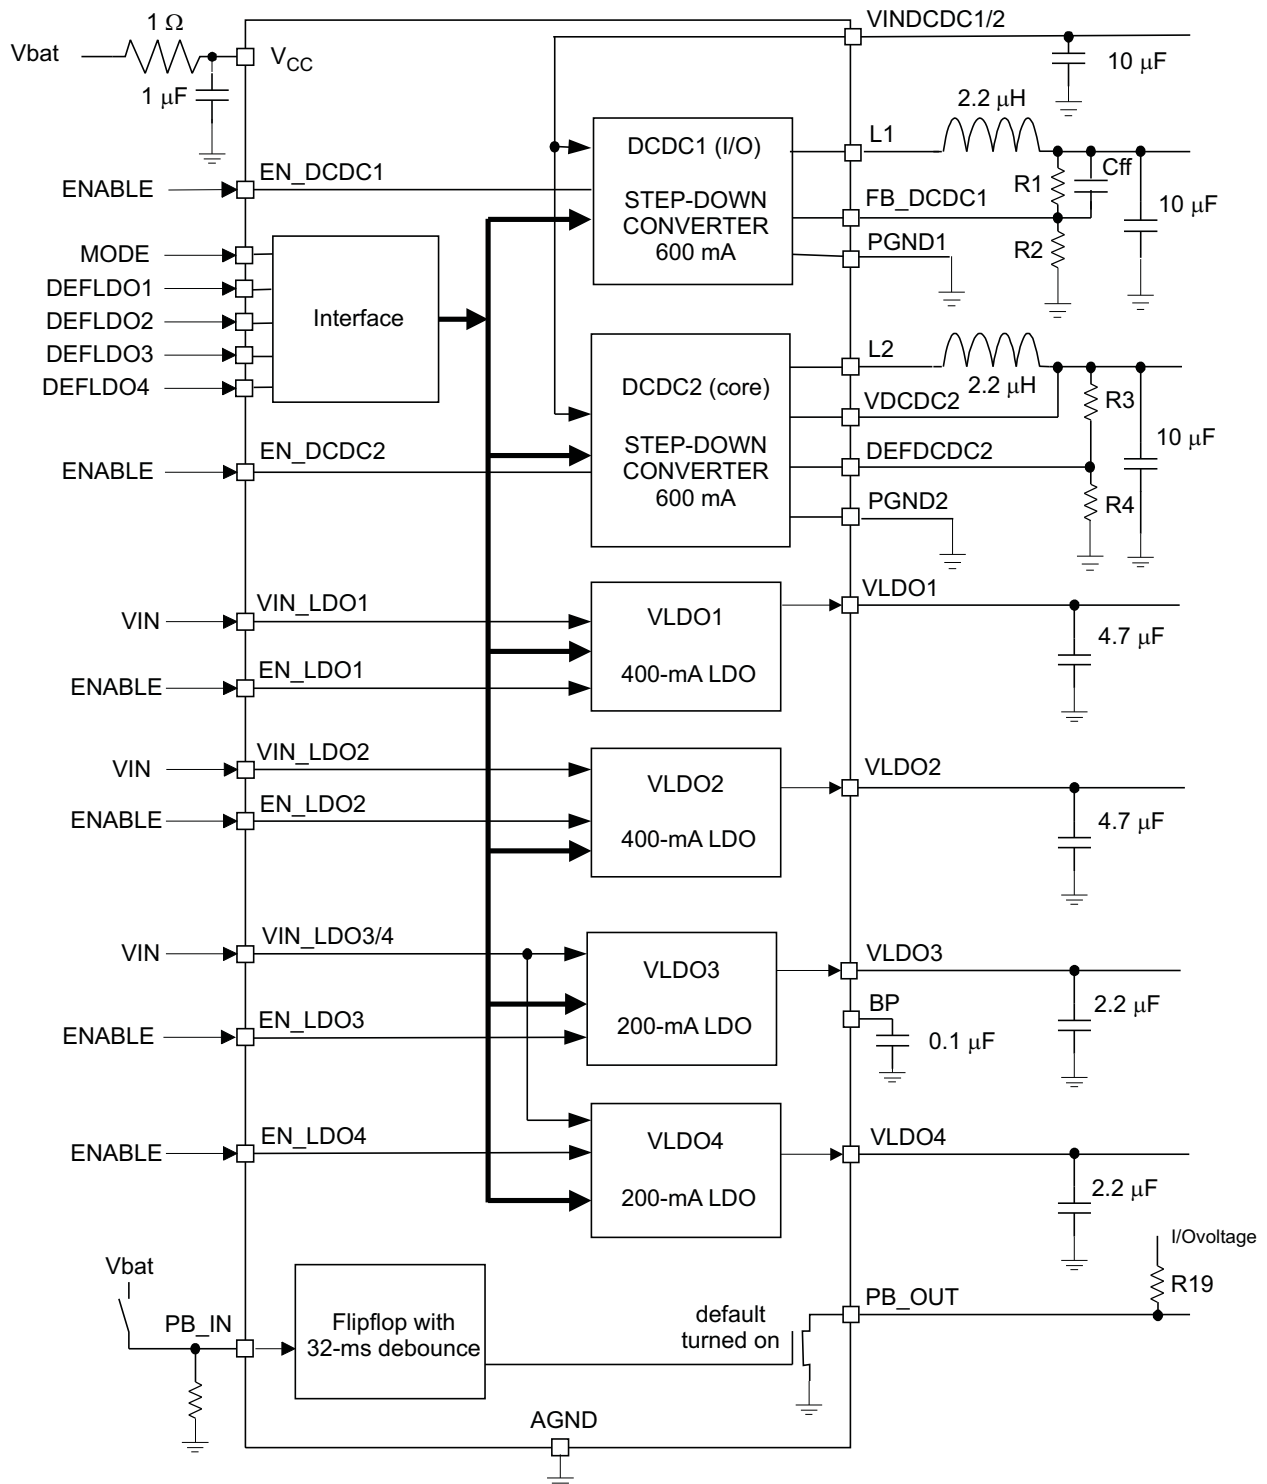 1 Ω
Vbat
V_CC
1 μF
VINDCDC1/2
10 μF
2.2 μH
L1
DCDC1 (I/O)
STEP-DOWN
CONVERTER
600 mA
ENABLE
EN_DCDC1
R1
Cff
FB_DCDC1
10 μF
R2
PGND1
MODE
DEFLDO1
DEFLDO2
DEFLDO3
DEFLDO4
Interface
L2
2.2 μH
DCDC2 (core)
STEP-DOWN
CONVERTER
600 mA
VDCDC2
R3
10 μF
ENABLE
EN_DCDC2
DEFDCDC2
R4
PGND2
VIN
VIN_LDO1
VLDO1
400-mA LDO
VLDO1
4.7 μF
ENABLE
EN_LDO1
VIN
VIN_LDO2
VLDO2
400-mA LDO
VLDO2
4.7 μF
ENABLE
EN_LDO2
VIN
VIN_LDO3/4
VLDO3
200-mA LDO
VLDO3
2.2 μF
BP
0.1 μF
ENABLE
EN_LDO3
ENABLE
EN_LDO4
VLDO4
200-mA LDO
VLDO4
2.2 μF
I/Ovoltage
R19
Vbat
PB_IN
Flipflop with
32-ms debounce
default
turned on
PB_OUT
AGND